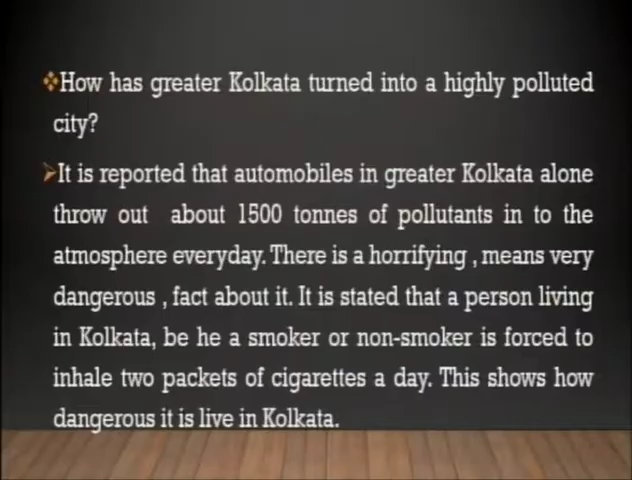 How has greater Kolkata turned into a highly polluted
city?
It is reported that automobiles in greater Kolkata alone
throw out about 1500 tonnes of pollutants in to the
atmosphere everyday. There is a horrifying , means very
dangerous , fact about it. It is stated that a person living
in Kolkata, be he a smoker or non-smoker is forced to
inhale two packets of cigarettes a day. This shows how
dangerous it is live in Kolkata.